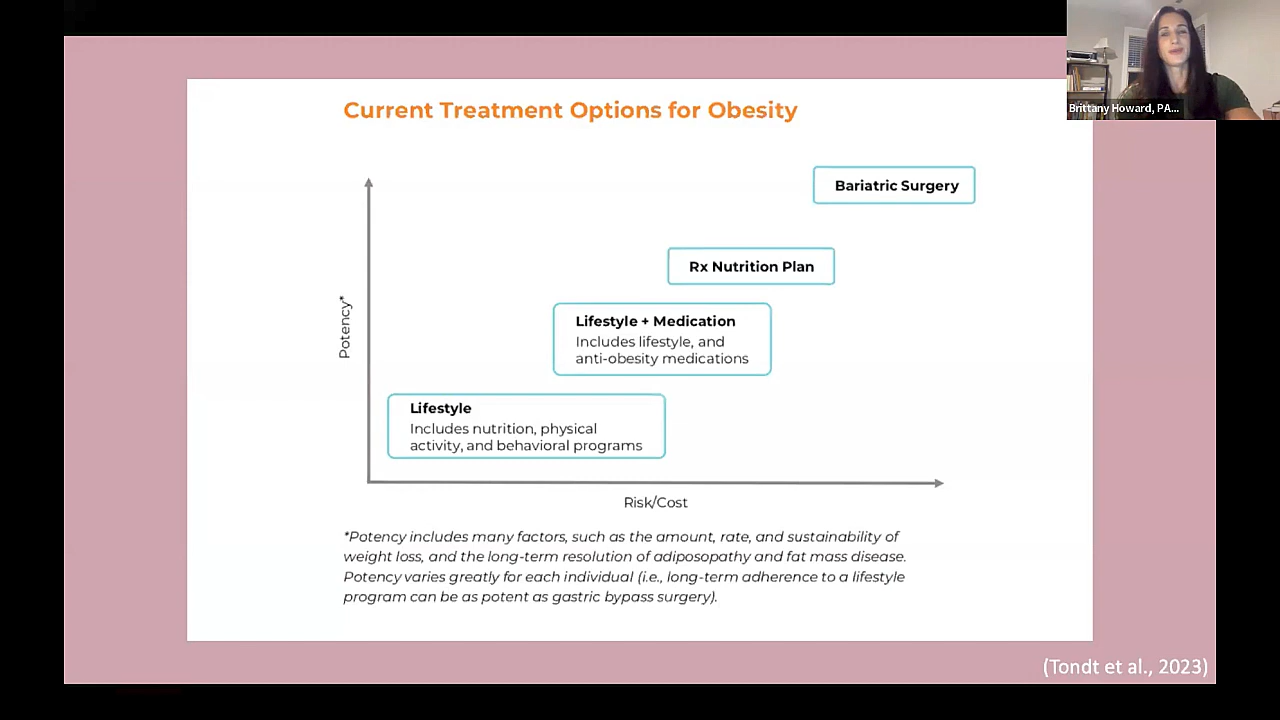 Current Treatment Options for Obesity
Brittany Howard, PA...
Bariatric Surgery
Rx Nutrition Plan
Lifestyle + Medication
Includes lifestyle, and
anti-obesity medications
Potency*
Lifestyle
Includes nutrition, physical
activity, and behavioral programs
Risk/Cost
*Potency includes many factors, such as the amount, rate, and sustainability of
weight loss, and the long-term resolution of adiposopathy and fat mass disease.
Potency varies greatly for each individual (i.e., long-term adherence to a lifestyle
program can be as potent as gastric bypass surgery).
(Tondt et al., 2023)